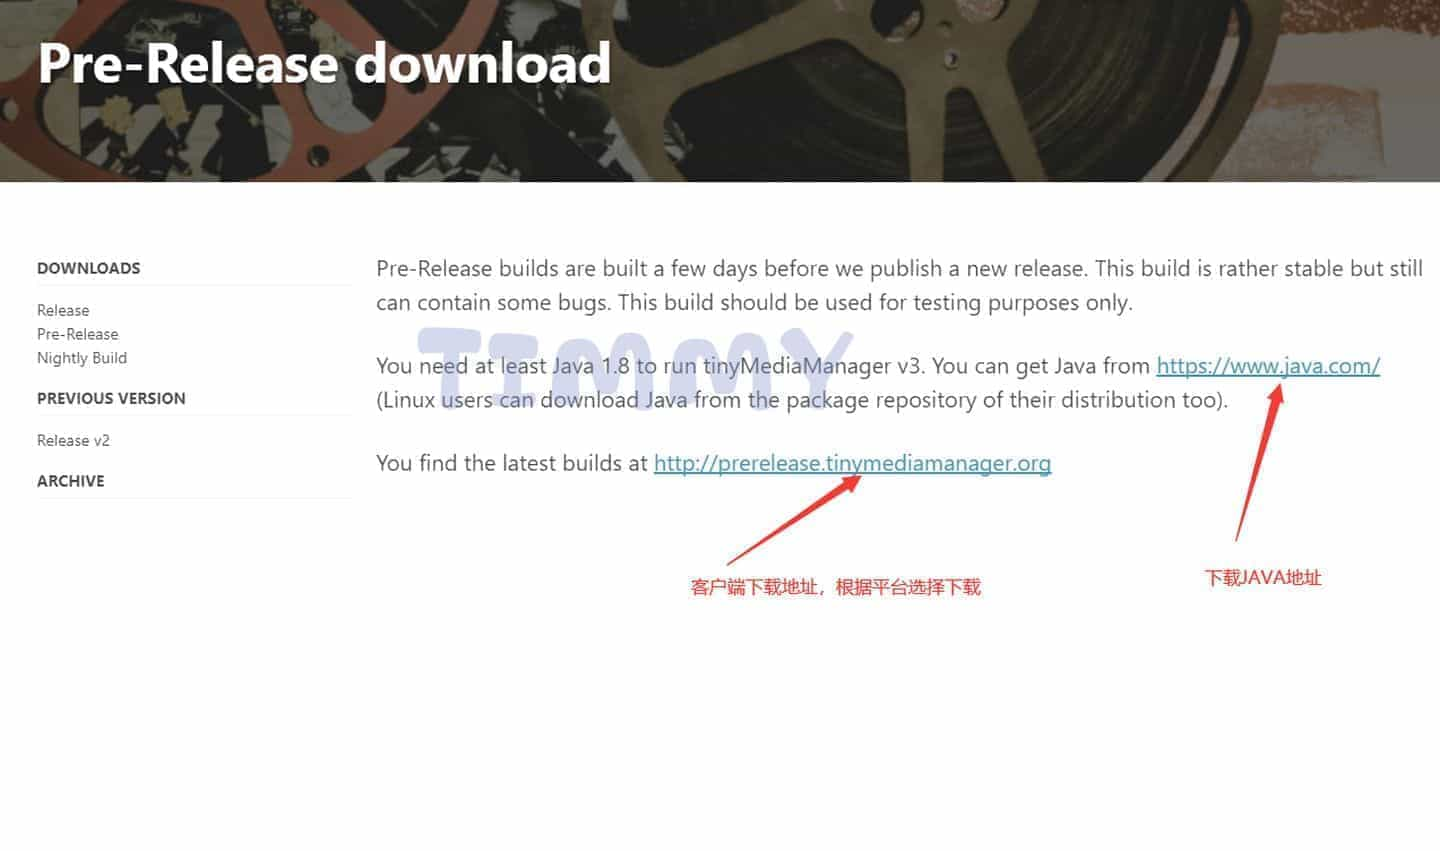 Pre-Release download
DOWNLOADS
Release
Pre-Release
Nightly Build
PREVIOUS VERSION
Release v2
ARCHIVE
Pre-Release builds are built a few days before we publish a new release. This build is rather stable but still
can contain some bugs. This build should be used for testing purposes only.
TIMMY
You need at least Java 1.8 to run tinyMediaManager v3. You can get Java from https://www.java.com/
(Linux users can download Java from the package repository of their distribution too).
You find the latest builds at http://prerelease.tinymediamanager.org
客户端下载地址，根据平台选择下载
下载JAVA地址